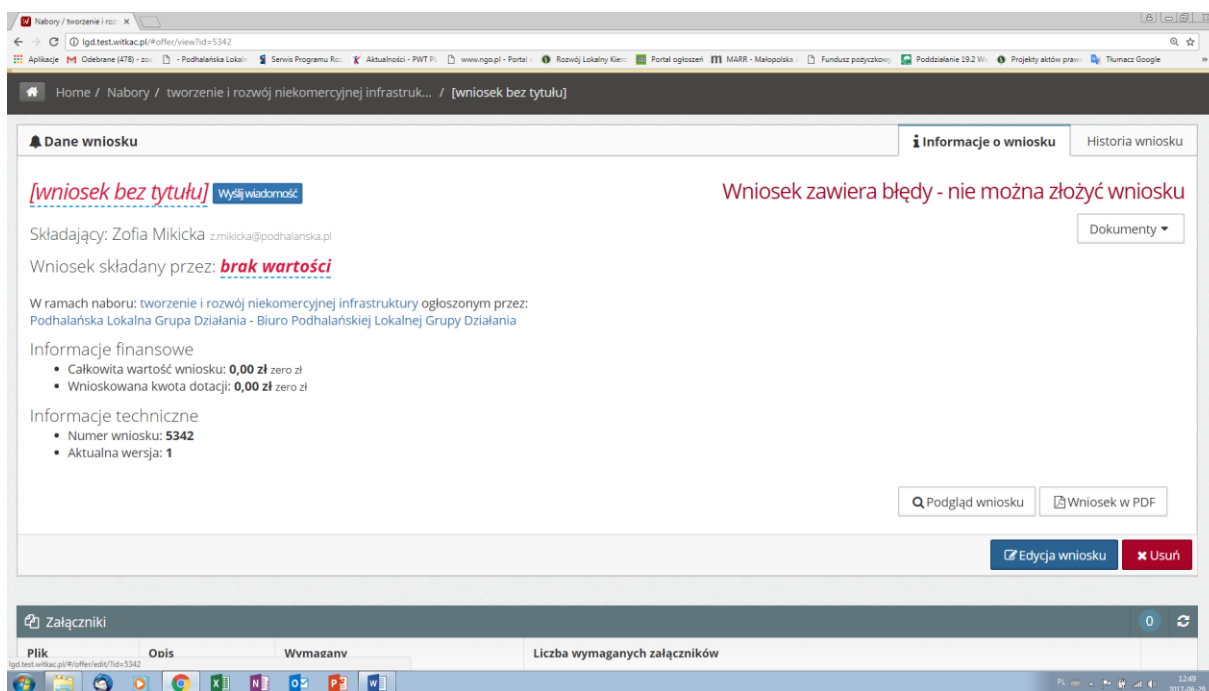 Nabory / tworzenie i roz
lgd.test.witkac.pl/#offer/view?id=5342
Aplikacje Odebrane (478) - zo - Podhalańska Lokaln Serwis Programu Roz Aktualności - PWT PL www.ngo.pl - Portal Rozwój Lokalny Kiero Portal ogłoszeń MARR - Małopolska Fundusz pożyczkowy Poddziałanie 19.2 Projekty aktów praw Tłumacz Google »
Home / Nabory / tworzenie i rozwój niekomercyjnej infrastruk... / [wniosek bez tytułu]
Dane wniosku
Informacje o wniosku Historia wniosku
[wniosek bez tytułu] Wyślij wiadomość
Wniosek zawiera błędy - nie można złożyć wniosku
Dokumenty
Składający: Zofia Mikicka z.mikicka@podhalanska.pl
Wniosek składany przez: brak wartości
W ramach naboru: tworzenie i rozwój niekomercyjnej infrastruktury ogłoszonym przez:
Podhalańska Lokalna Grupa Działania - Biuro Podhalańskiej Lokalnej Grupy Działania
Informacje finansowe
• Całkowita wartość wniosku: 0,00 zł zero zł
• Wnioskowana kwota dotacji: 0,00 zł zero zł
Informacje techniczne
• Numer wniosku: 5342
• Aktualna wersja: 1
Podgląd wniosku Wniosek w PDF
Edycja wniosku Usuń
Załączniki 0
Plik Opis Wymagany Liczba wymaganych załączników
lgd.test.witkac.pl/#/offer/edit/?id=5342
PL 12:49
2017-06-29